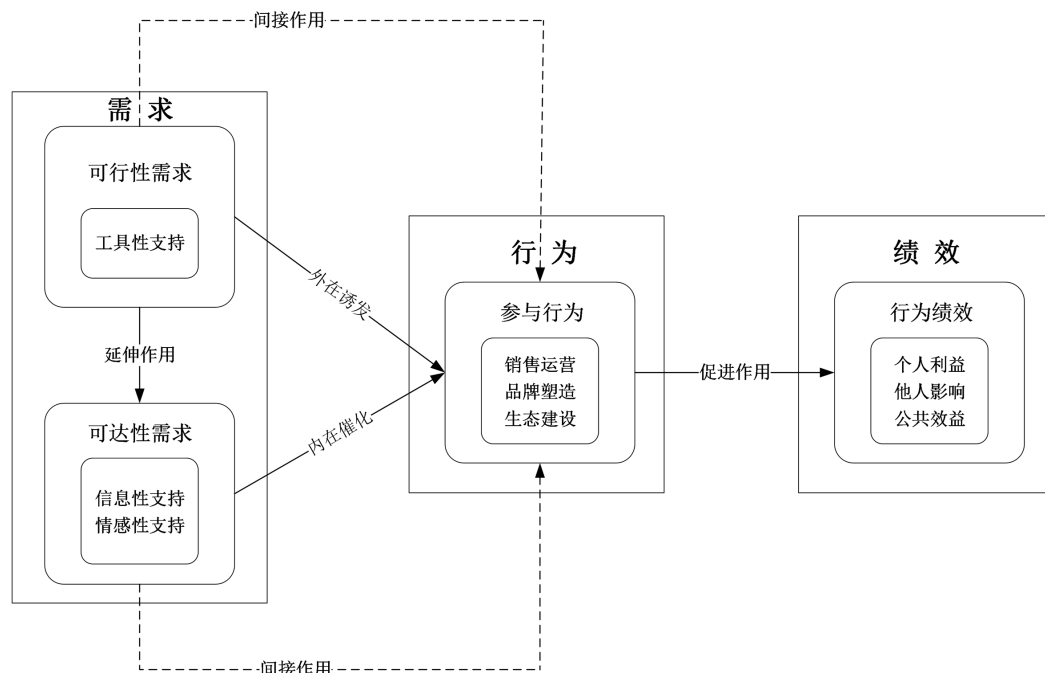 间接作用
需 求
可行性需求
工具性支持
延伸作用
可达性需求
信息性支持
情感性支持
外在诱发
内在催化
间接作用
行 为
参与行为
销售运营
品牌塑造
生态建设
促进作用
绩 效
行为绩效
个人利益
他人影响
公共效益